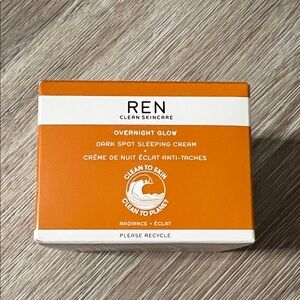 REN
CLEAN SKINCARE
OVERNIGHT GLOW
DARK SPOT SLEEPING CREAM
•
CRÈME DE NUIT ÉCLAT ANTI-TACHES
CLEAN TO SKIN
CLEAN TO PLANET
RADIANCE • ÉCLAT
PLEASE RECYCLE